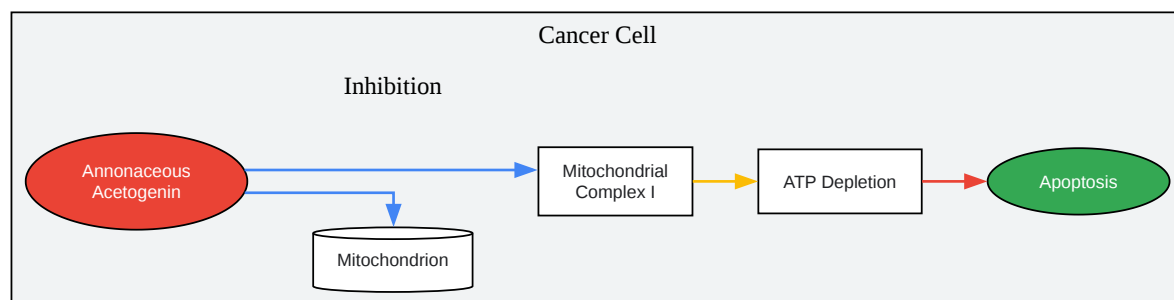 Cancer Cell
Inhibition
Annonaceous
Acetogenin
Mitochondrial
Complex I
ATP Depletion
Apoptosis
Mitochondrion